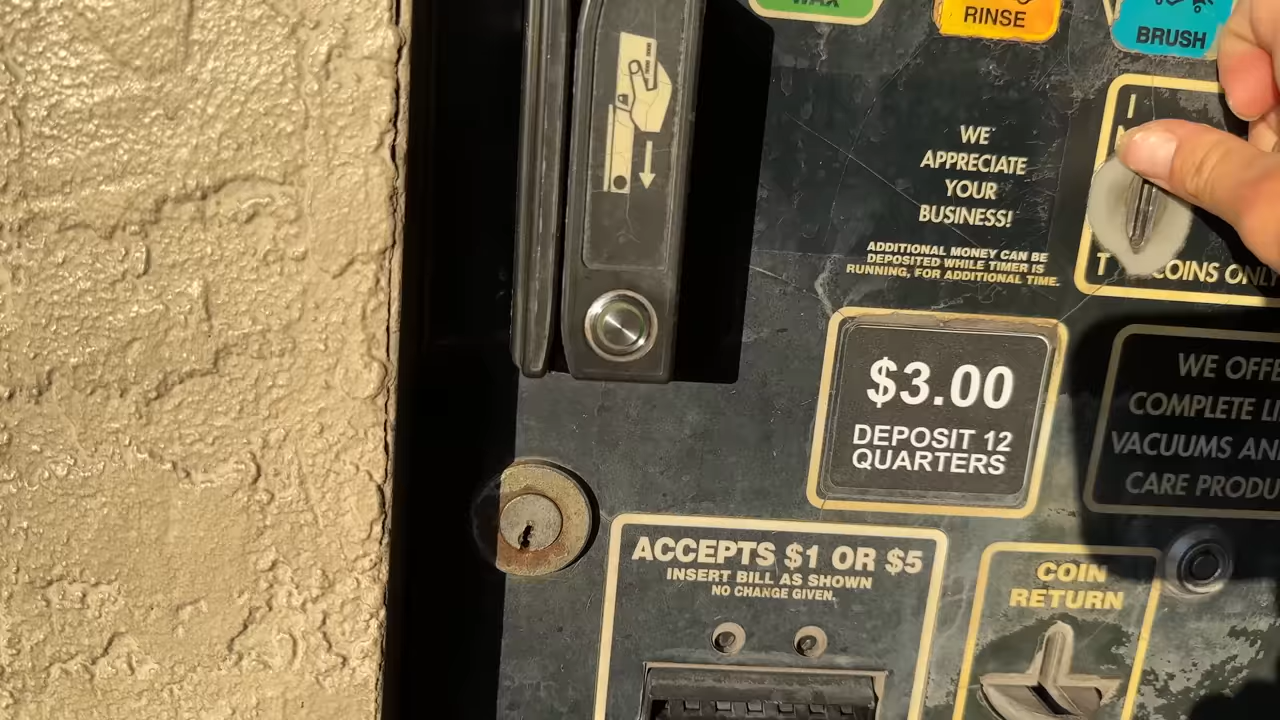 WAX
RINSE
BRUSH
WE
APPRECIATE
YOUR
BUSINESS!
ADDITIONAL MONEY CAN BE
DEPOSITED WHILE TIMER IS
RUNNING, FOR ADDITIONAL TIME.
I
T
COINS ONLY
$3.00
DEPOSIT 12
QUARTERS
WE OFFE
COMPLETE LI
VACUUMS AN
CARE PRODU
ACCEPTS $1 OR $5
INSERT BILL AS SHOWN
NO CHANGE GIVEN.
COIN
RETURN